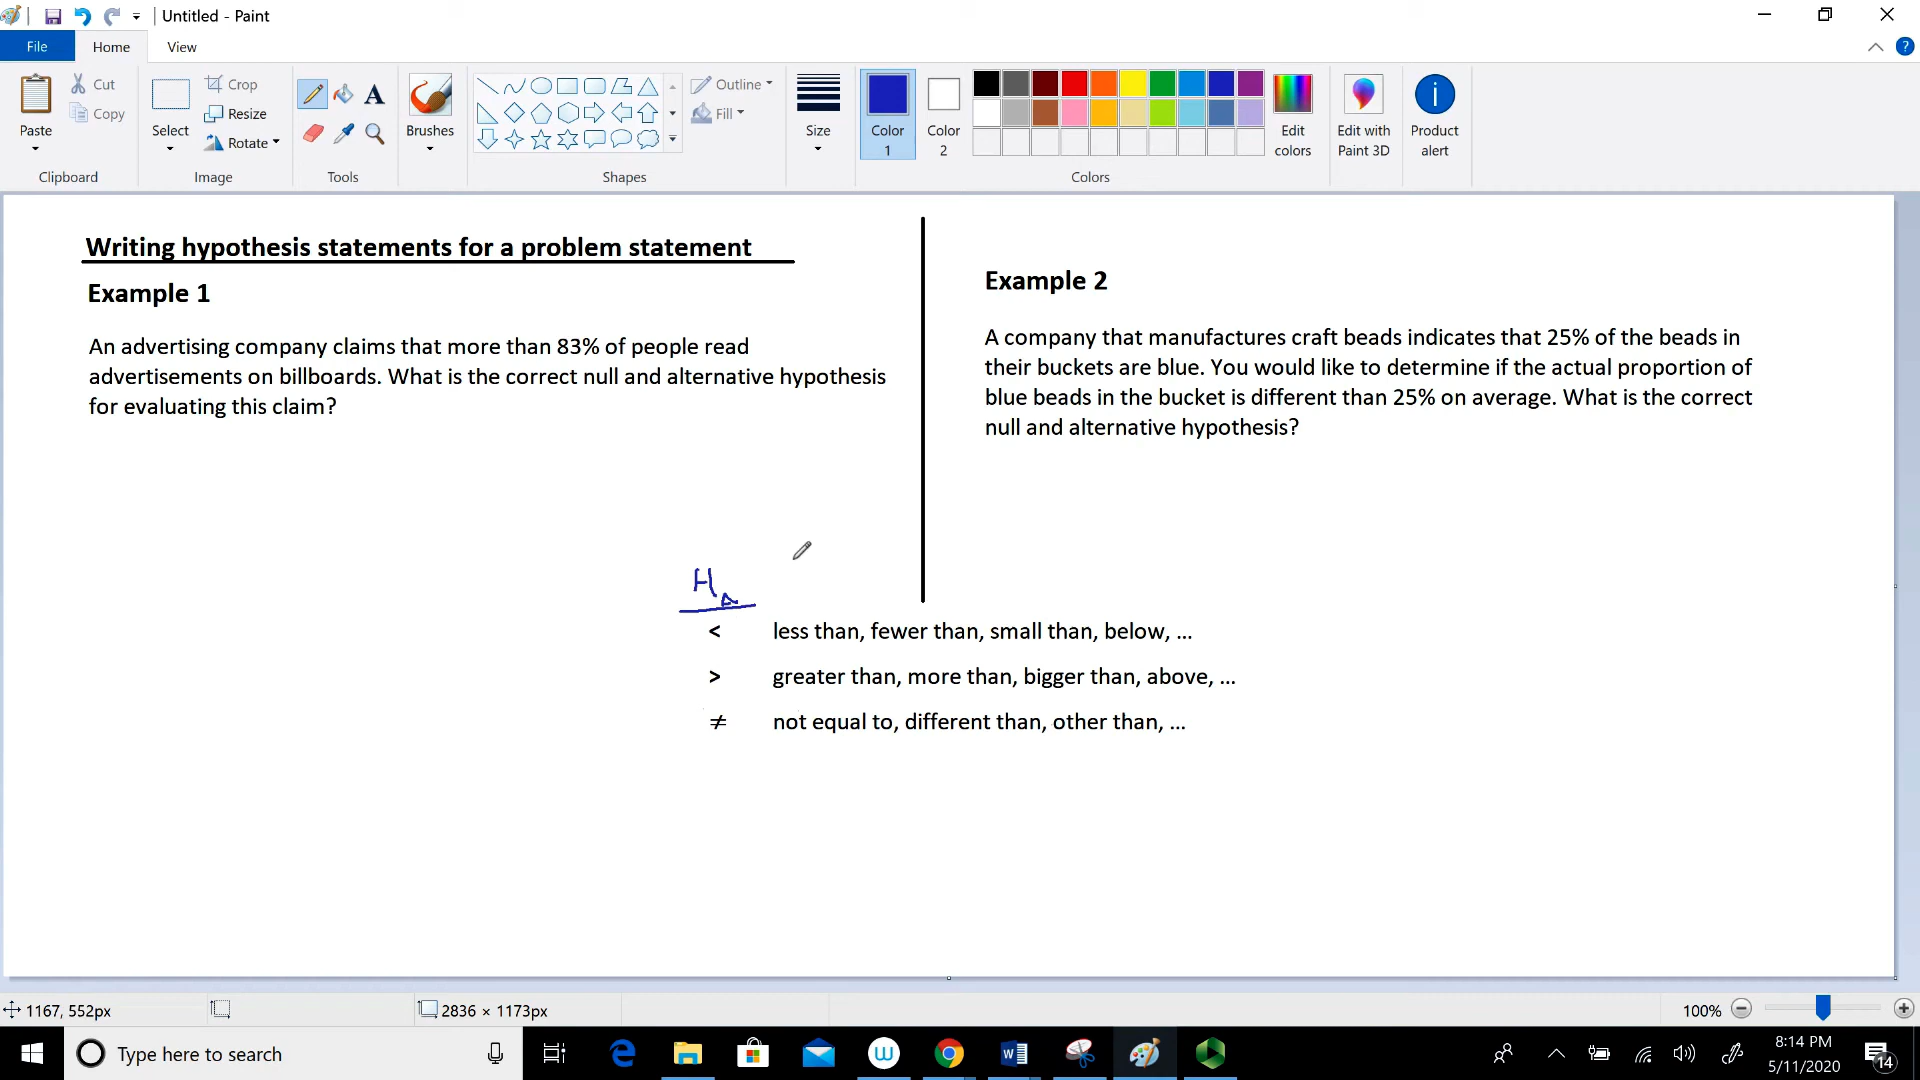 Untitled - Paint
File
Home
View
Paste
Cut
Copy
Clipboard
Select
Crop
Resize
Rotate
Image
A
Tools
Brushes
Outline
Fill
Shapes
Size
Color
1
Color
2
Edit
colors
Edit with
Paint 3D
Product
alert
Colors
Writing hypothesis statements for a problem statement
Example 1
An advertising company claims that more than 83% of people read
advertisements on billboards. What is the correct null and alternative hypothesis
for evaluating this claim?
Example 2
A company that manufactures craft beads indicates that 25% of the beads in
their buckets are blue. You would like to determine if the actual proportion of
blue beads in the bucket is different than 25% on average. What is the correct
null and alternative hypothesis?
H_A
< less than, fewer than, small than, below, ...
> greater than, more than, bigger than, above, ...
≠ not equal to, different than, other than, ...
1167, 552px
2836 × 1173px
100%
Type here to search
8:14 PM
5/11/2020
14